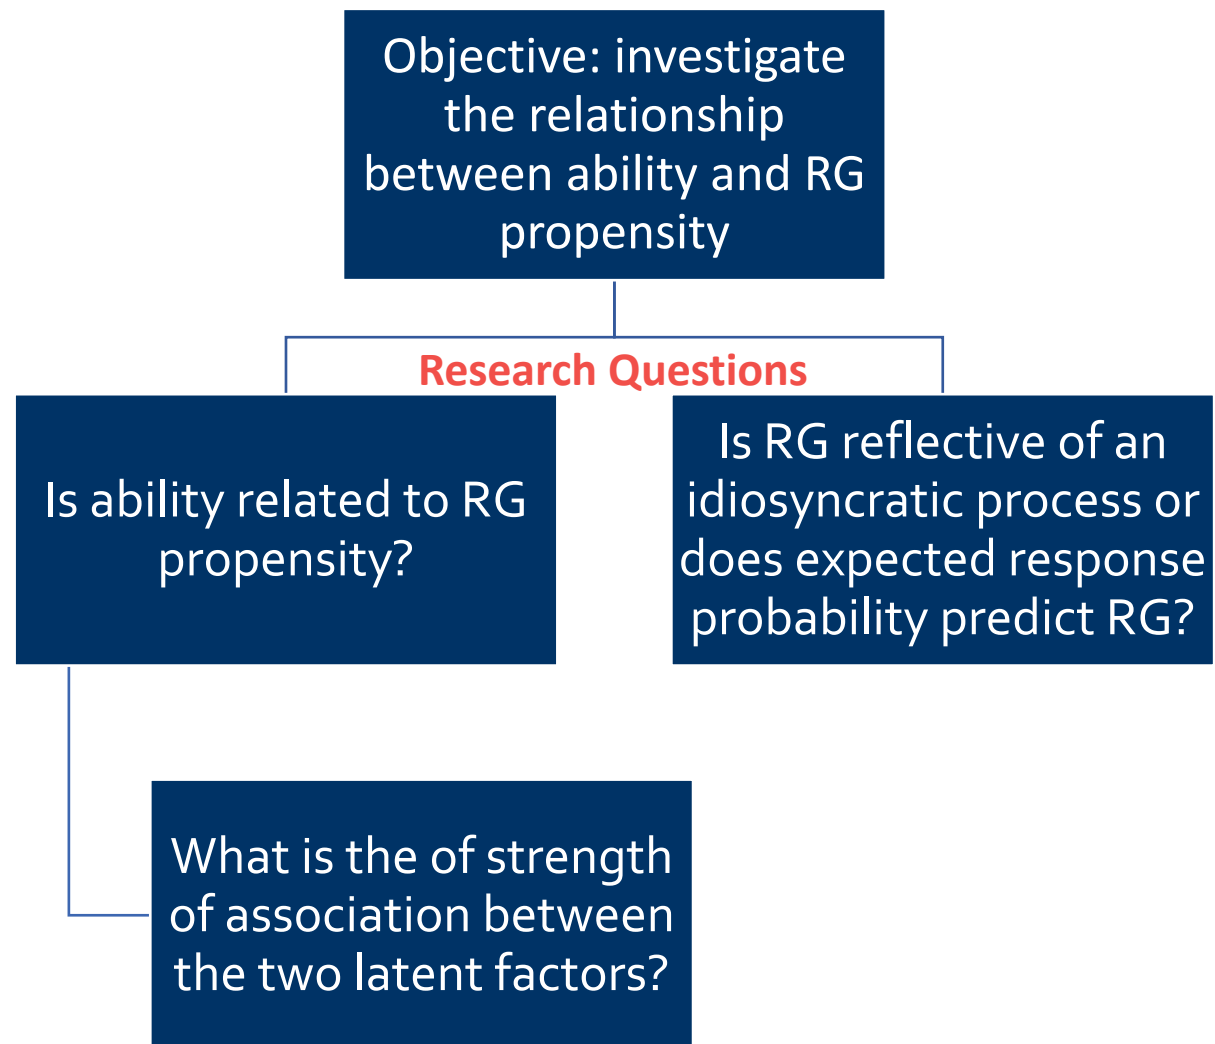 Objective: investigate
the relationship
between ability and RG
propensity
Research Questions
Is ability related to RG
propensity?
Is RG reflective of an
idiosyncratic process or
does expected response
probability predict RG?
What is the of strength
of association between
the two latent factors?